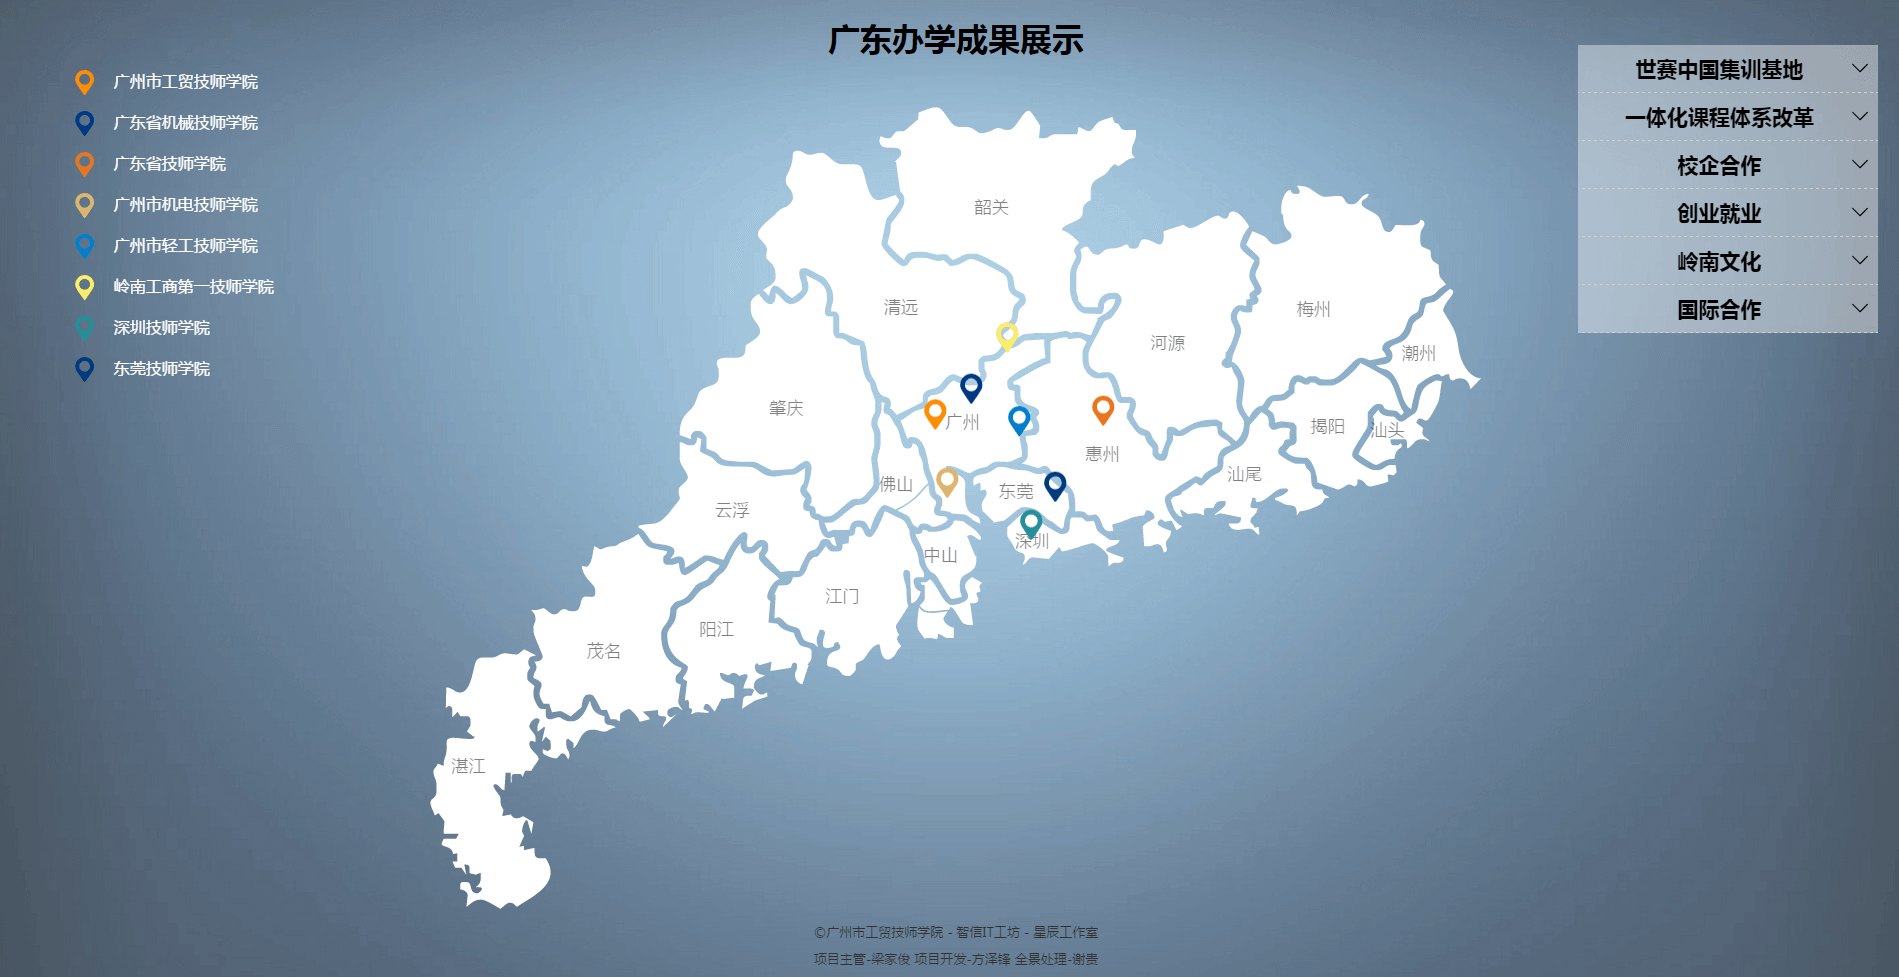 广东办学成果展示
广州市工贸技师学院
广东省机械技师学院
广东省技师学院
广州市机电技师学院
广州市轻工技师学院
岭南工商第一技师学院
深圳技师学院
东莞技师学院
世赛中国集训基地
一体化课程体系改革
校企合作
创业就业
岭南文化
国际合作
韶关
清远
梅州
河源
潮州
肇庆
广州
揭阳
汕头
惠州
汕尾
佛山
东莞
云浮
深圳
中山
江门
阳江
茂名
湛江
©广州市工贸技师学院 - 智信IT工坊 - 星辰工作室
项目主管-梁家俊 项目开发-方泽锋 全景处理-谢贵